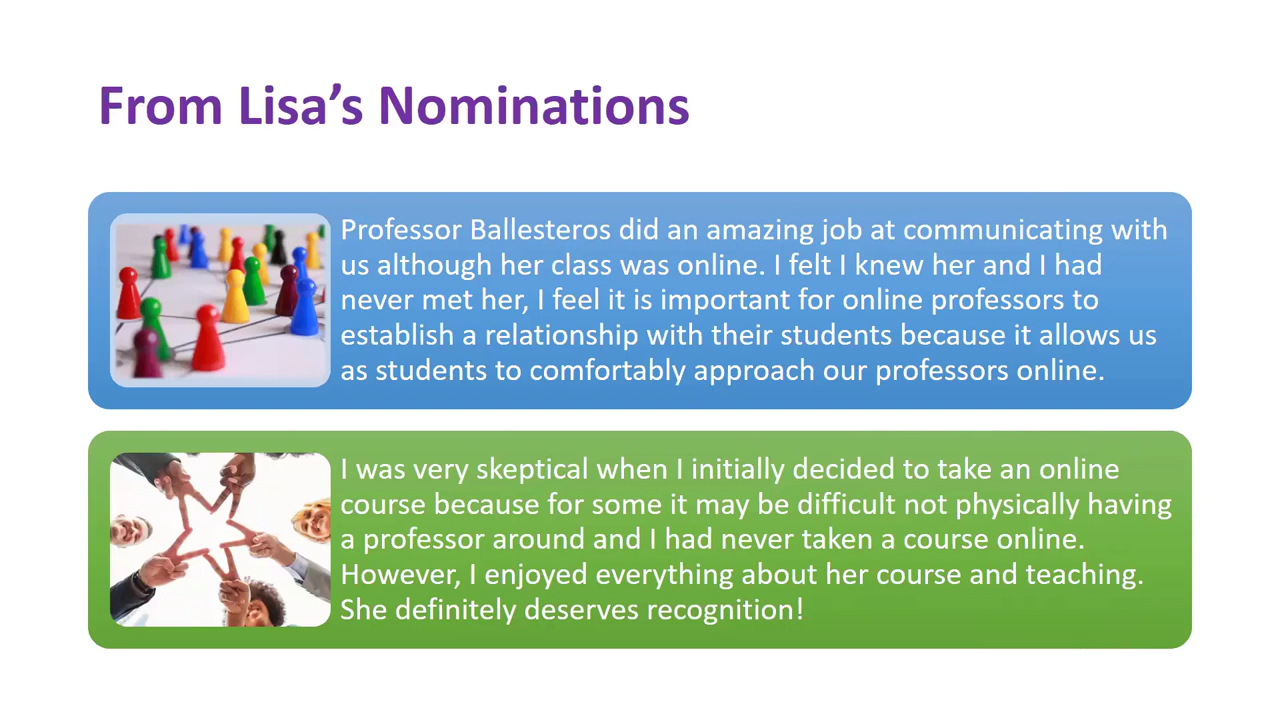 From Lisa’s Nominations
Professor Ballesteros did an amazing job at communicating with
us although her class was online. I felt I knew her and I had
never met her, I feel it is important for online professors to
establish a relationship with their students because it allows us
as students to comfortably approach our professors online.
I was very skeptical when I initially decided to take an online
course because for some it may be difficult not physically having
a professor around and I had never taken a course online.
However, I enjoyed everything about her course and teaching.
She definitely deserves recognition!